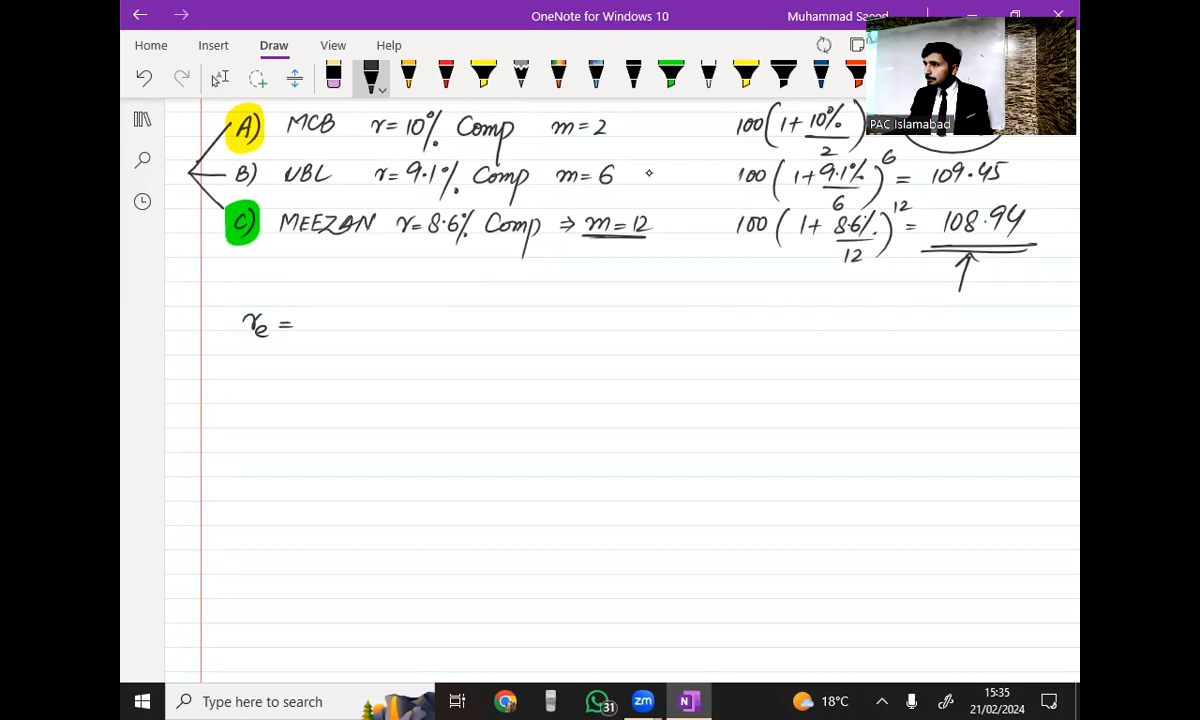 OneNote for Windows 10
Muhammad Saeed
Home Insert Draw View Help
PAC Islamabad
A) MCB r = 10% Comp m = 2 100(1 + 10%/2)
B) UBL r = 9.1% Comp m = 6 100(1 + 9.1%/6)^6 = 109.45
C) MEEZAN r = 8.6% Comp ⇒ m = 12 100(1 + 8.6%/12)^12 = 108.94
re =
Type here to search
31
zm
N
18°C
15:35
21/02/2024